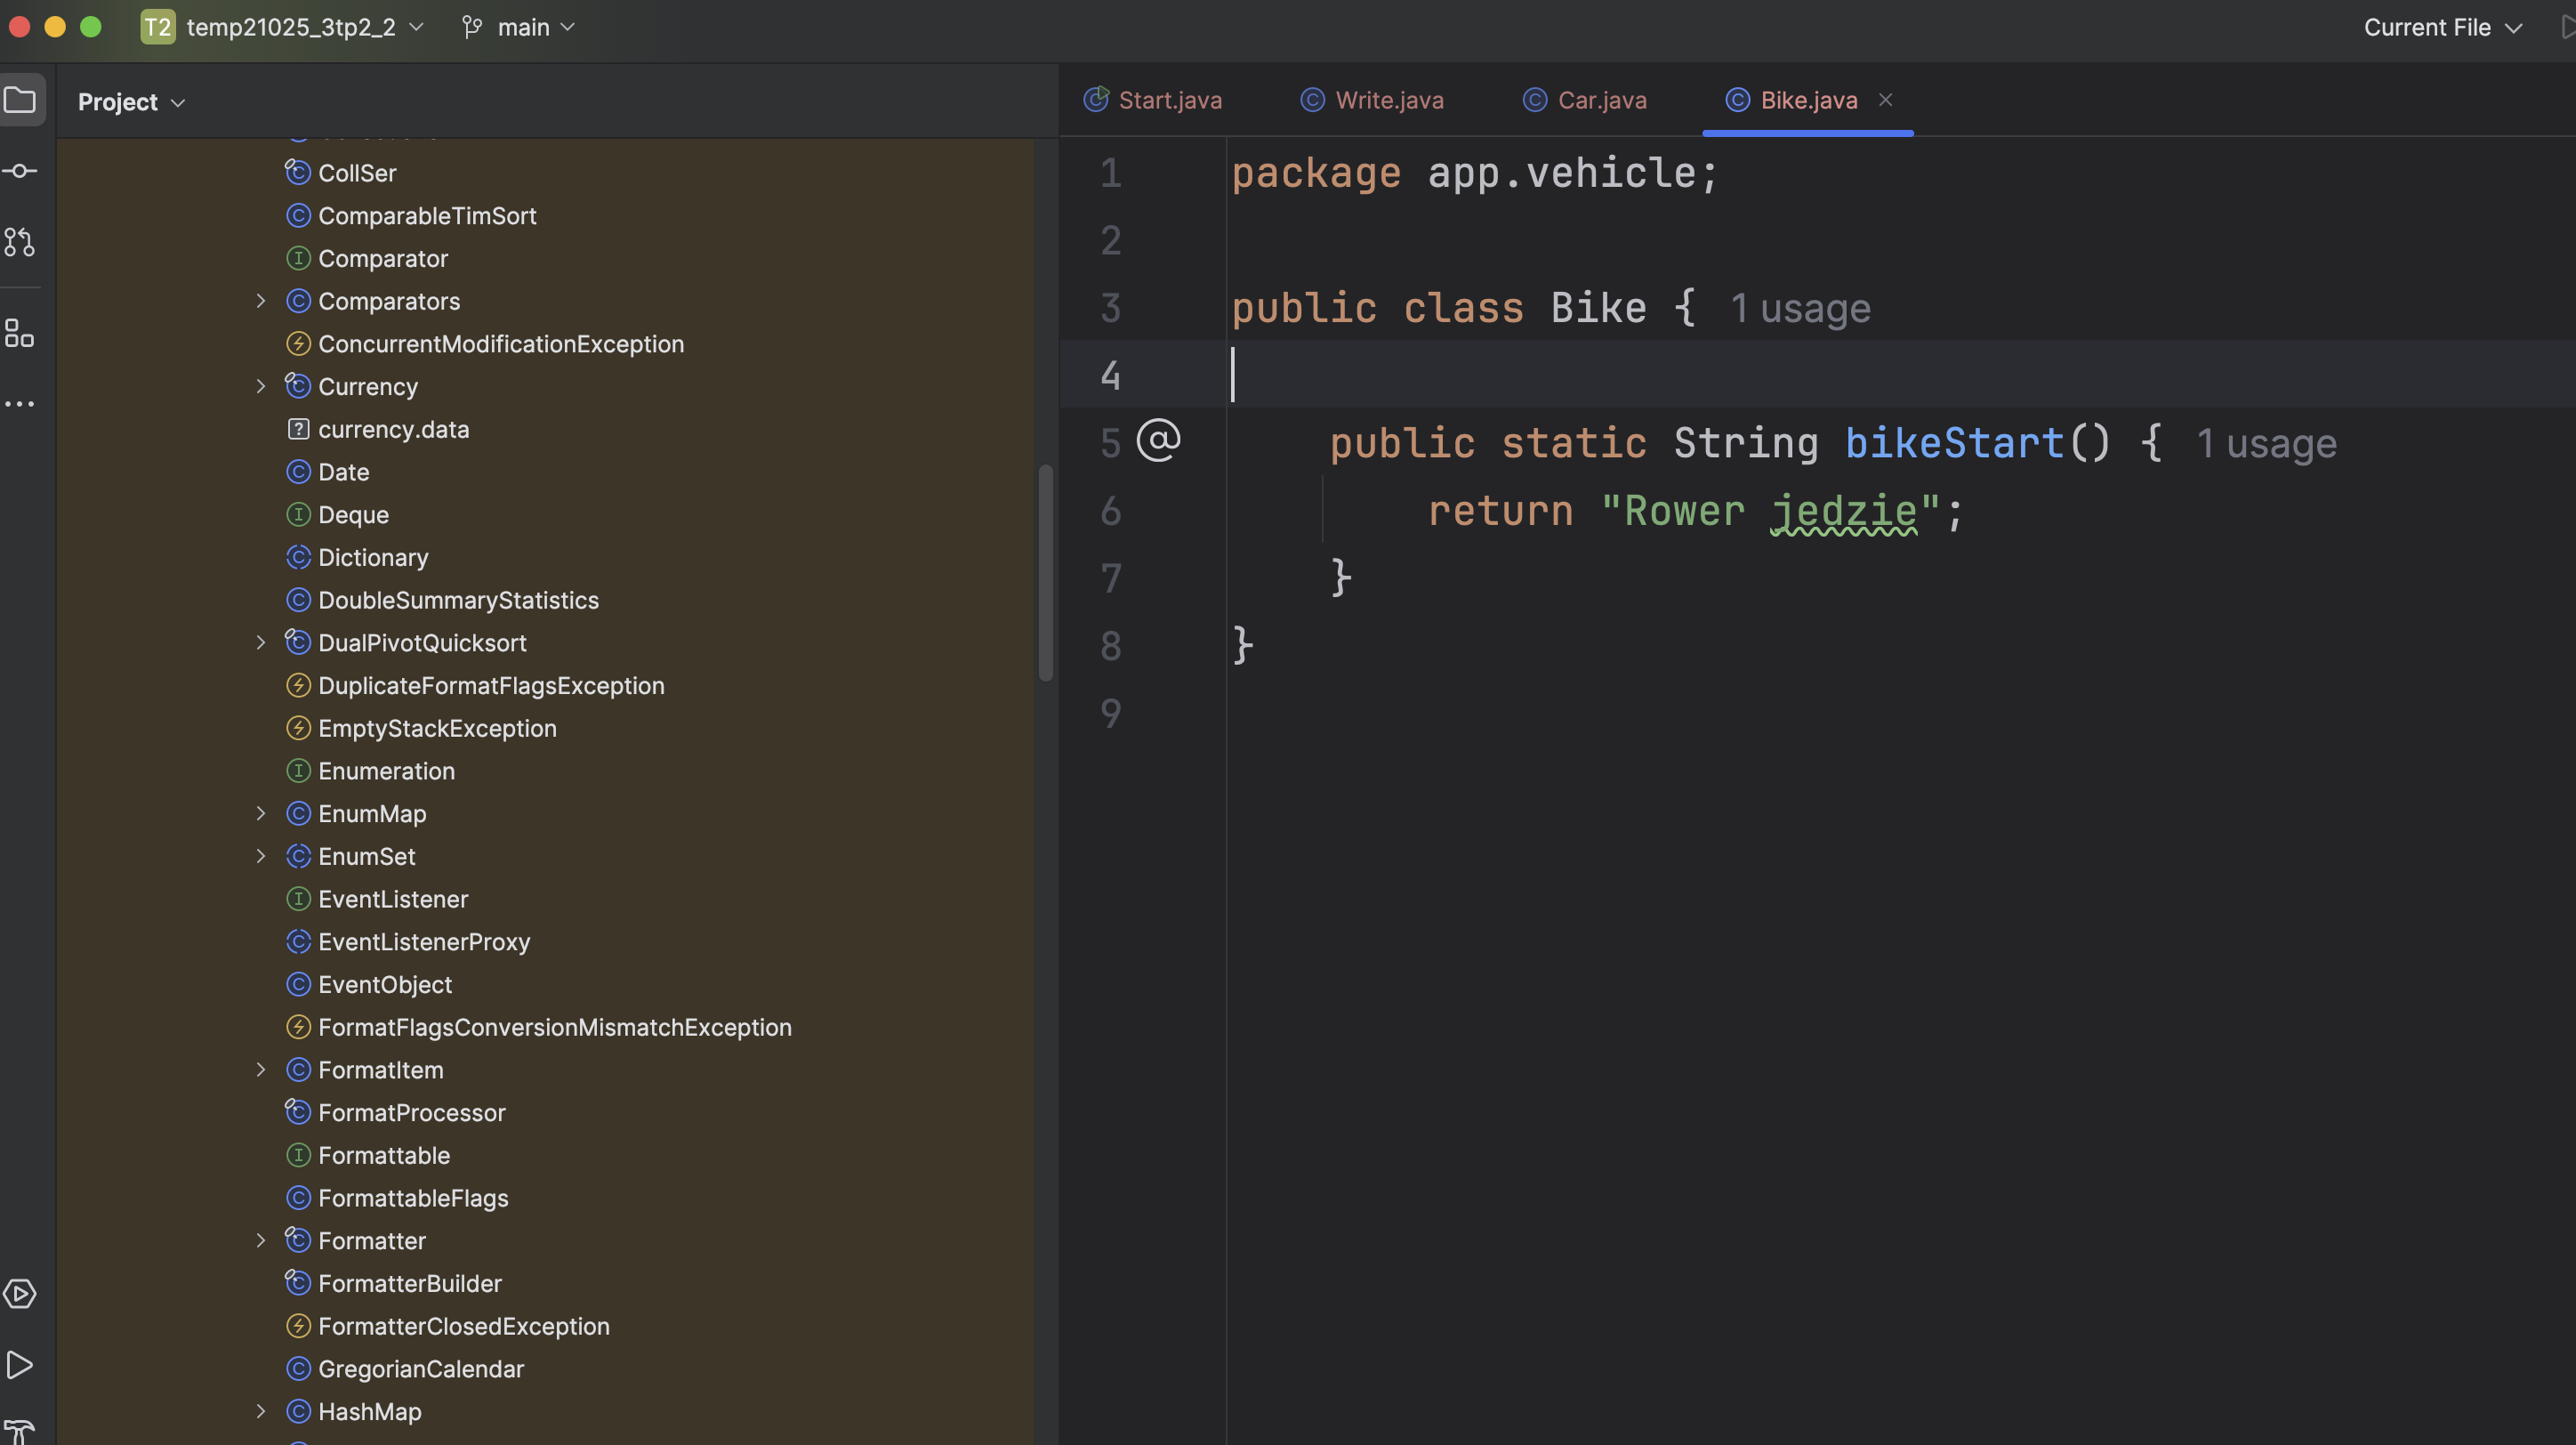 T2 temp21025_3tp2_2 main Current File
Project
Start.java Write.java Car.java Bike.java
CollSer
ComparableTimSort
Comparator
Comparators
ConcurrentModificationException
Currency
currency.data
Date
Deque
Dictionary
DoubleSummaryStatistics
DualPivotQuicksort
DuplicateFormatFlagsException
EmptyStackException
Enumeration
EnumMap
EnumSet
EventListener
EventListenerProxy
EventObject
FormatFlagsConversionMismatchException
FormatItem
FormatProcessor
Formattable
FormattableFlags
Formatter
FormatterBuilder
FormatterClosedException
GregorianCalendar
HashMap
1 package app.vehicle;
2
3 public class Bike { 1 usage
4
5 @ public static String bikeStart() { 1 usage
6 return "Rower jedzie";
7 }
8 }
9